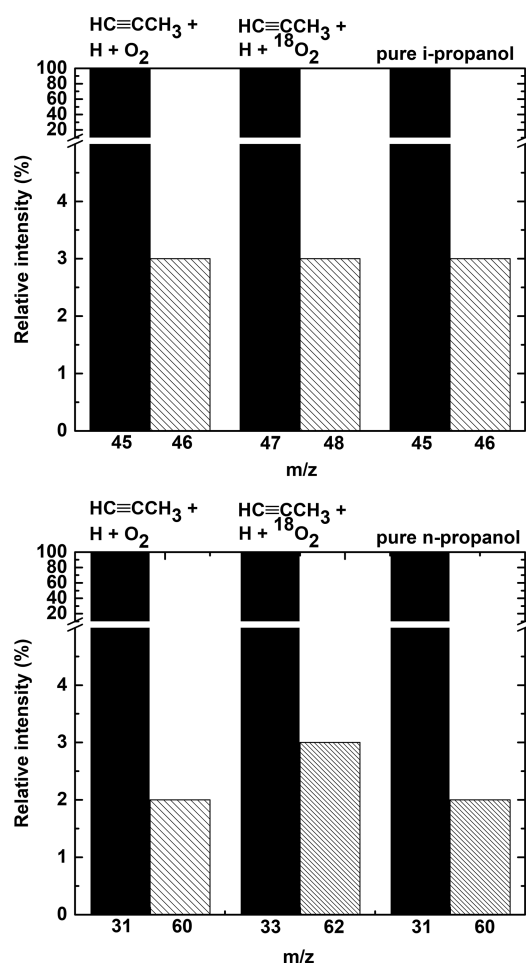 HC≡CCH3 + HC≡CCH3 +
H + O2 H + 18O2 pure i-propanol
100
80
60
40
20
4
3
2
1
0
Relative intensity (%)
45 46 47 48 45 46
m/z
HC≡CCH3 + HC≡CCH3 +
H + O2 H + 18O2 pure n-propanol
100
80
60
40
20
4
3
2
1
0
Relative intensity (%)
31 60 33 62 31 60
m/z